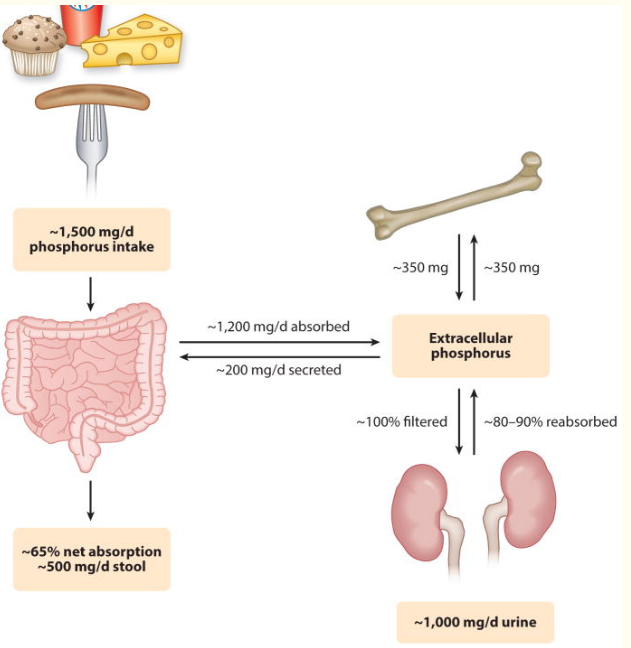 ~1,500 mg/d
phosphorus intake
~350 mg
~350 mg
~1,200 mg/d absorbed
~200 mg/d secreted
Extracellular
phosphorus
~100% filtered
~80–90% reabsorbed
~65% net absorption
~500 mg/d stool
~1,000 mg/d urine